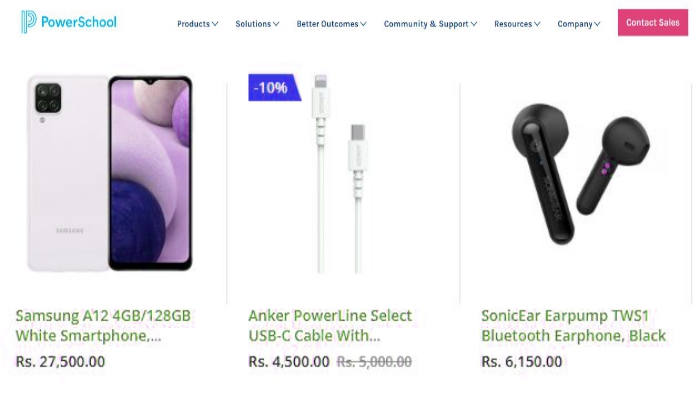 PowerSchool
Products Solutions Better Outcomes Community & Support Resources Company Contact Sales
-10%
SAMSUNG
Samsung A12 4GB/128GB
White Smartphone,...
Rs. 27,500.00
Anker PowerLine Select
USB-C Cable With...
Rs. 4,500.00 Rs. 5,000.00
SonicEar Earpump TWS1
Bluetooth Earphone, Black
Rs. 6,150.00